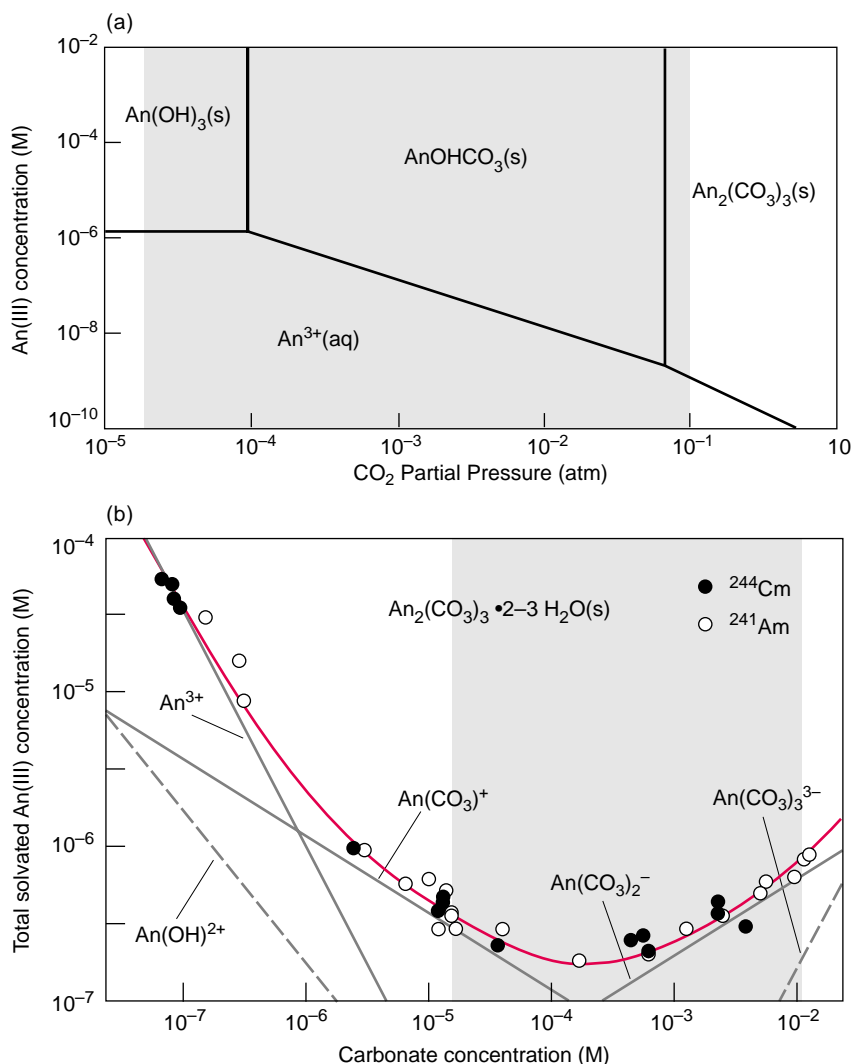 (a)
10⁻²
10⁻⁴
10⁻⁶
10⁻⁸
10⁻¹⁰
An(III) concentration (M)
An(OH)₃(s)
AnOHCO₃(s)
An₂(CO₃)₃(s)
An³⁺(aq)
10⁻⁵ 10⁻⁴ 10⁻³ 10⁻² 10⁻¹ 10
CO₂ Partial Pressure (atm)
(b)
10⁻⁴
10⁻⁵
10⁻⁶
10⁻⁷
Total solvated An(III) concentration (M)
An₂(CO₃)₃ •2–3 H₂O(s)
²⁴⁴Cm
²⁴¹Am
An³⁺
An(CO₃)⁺
An(CO₃)₃³⁻
An(OH)²⁺
An(CO₃)₂⁻
10⁻⁷ 10⁻⁶ 10⁻⁵ 10⁻⁴ 10⁻³ 10⁻²
Carbonate concentration (M)